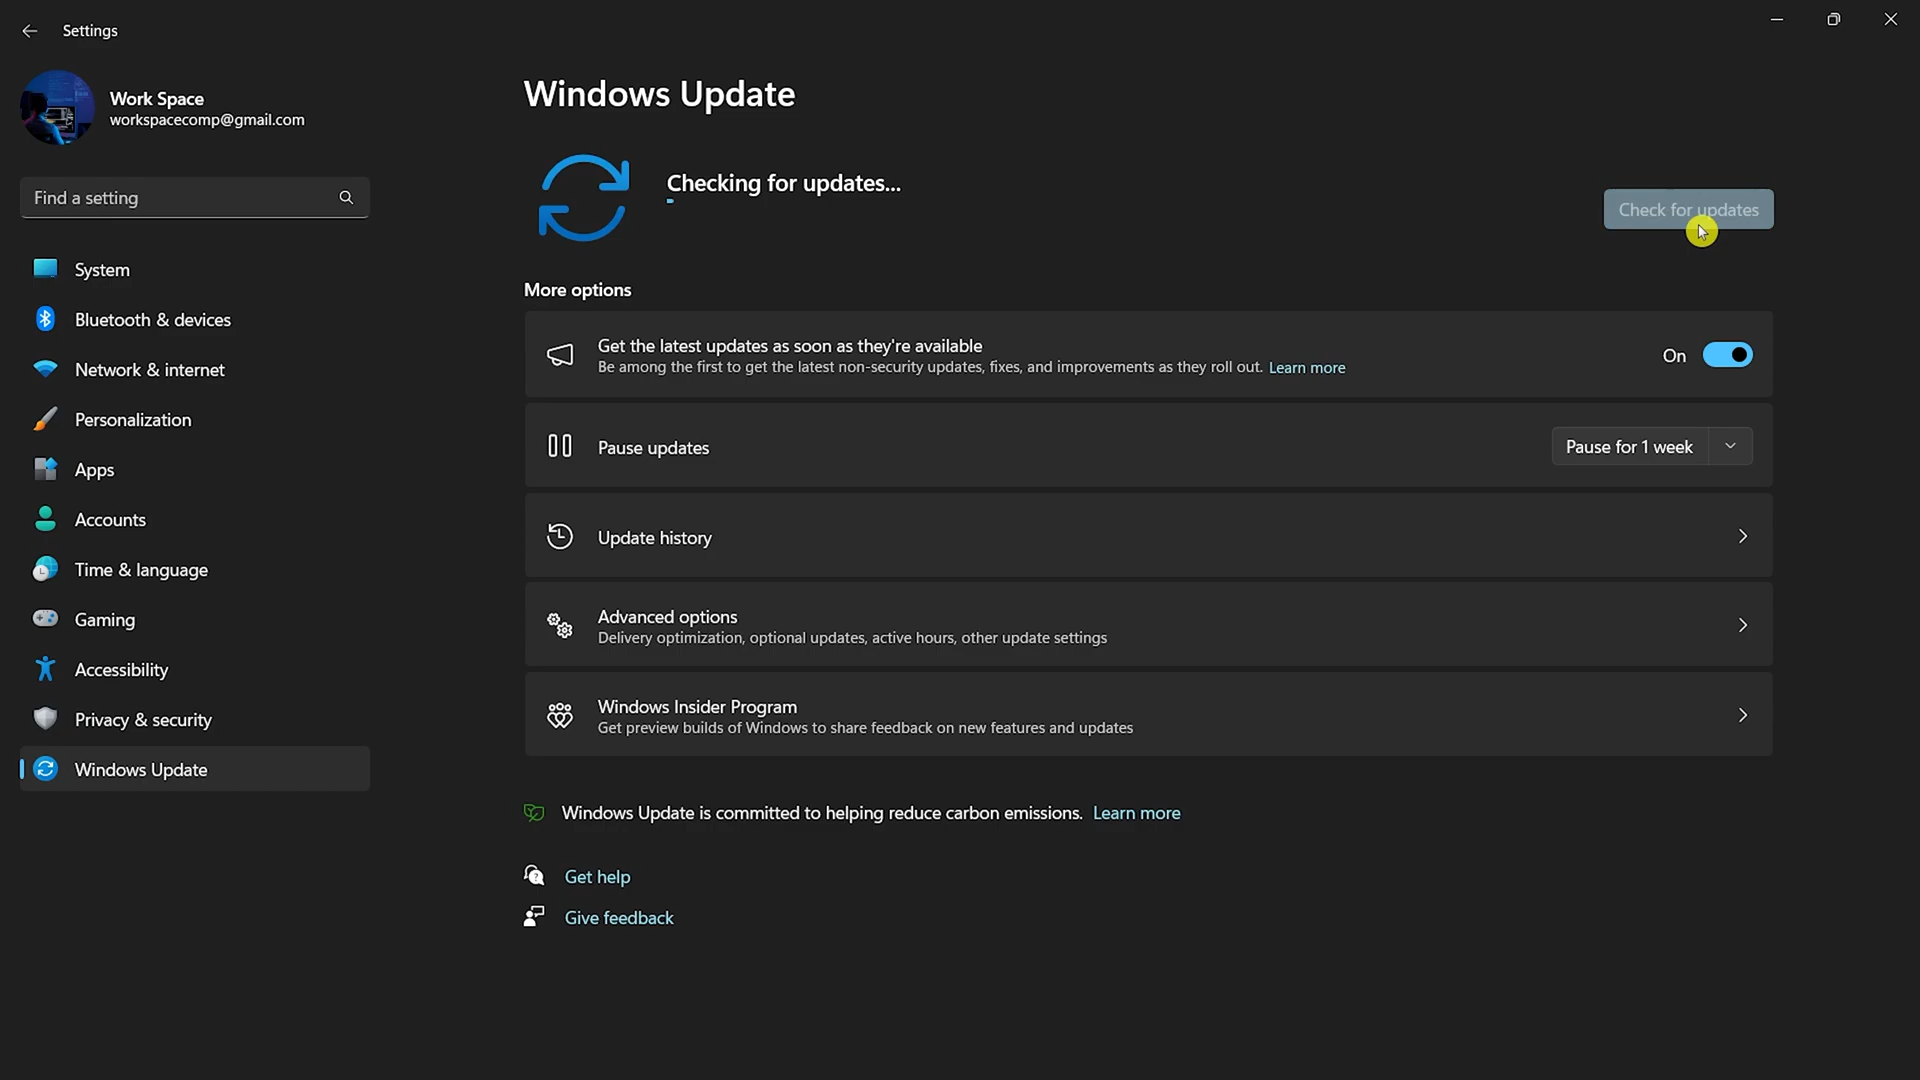 Settings
Work Space
workspacecomp@gmail.com
Find a setting
System
Bluetooth & devices
Network & internet
Personalization
Apps
Accounts
Time & language
Gaming
Accessibility
Privacy & security
Windows Update
Windows Update
Checking for updates...
Check for updates
More options
Get the latest updates as soon as they're available
Be among the first to get the latest non-security updates, fixes, and improvements as they roll out. Learn more
On
Pause updates
Pause for 1 week
Update history
Advanced options
Delivery optimization, optional updates, active hours, other update settings
Windows Insider Program
Get preview builds of Windows to share feedback on new features and updates
Windows Update is committed to helping reduce carbon emissions. Learn more
Get help
Give feedback